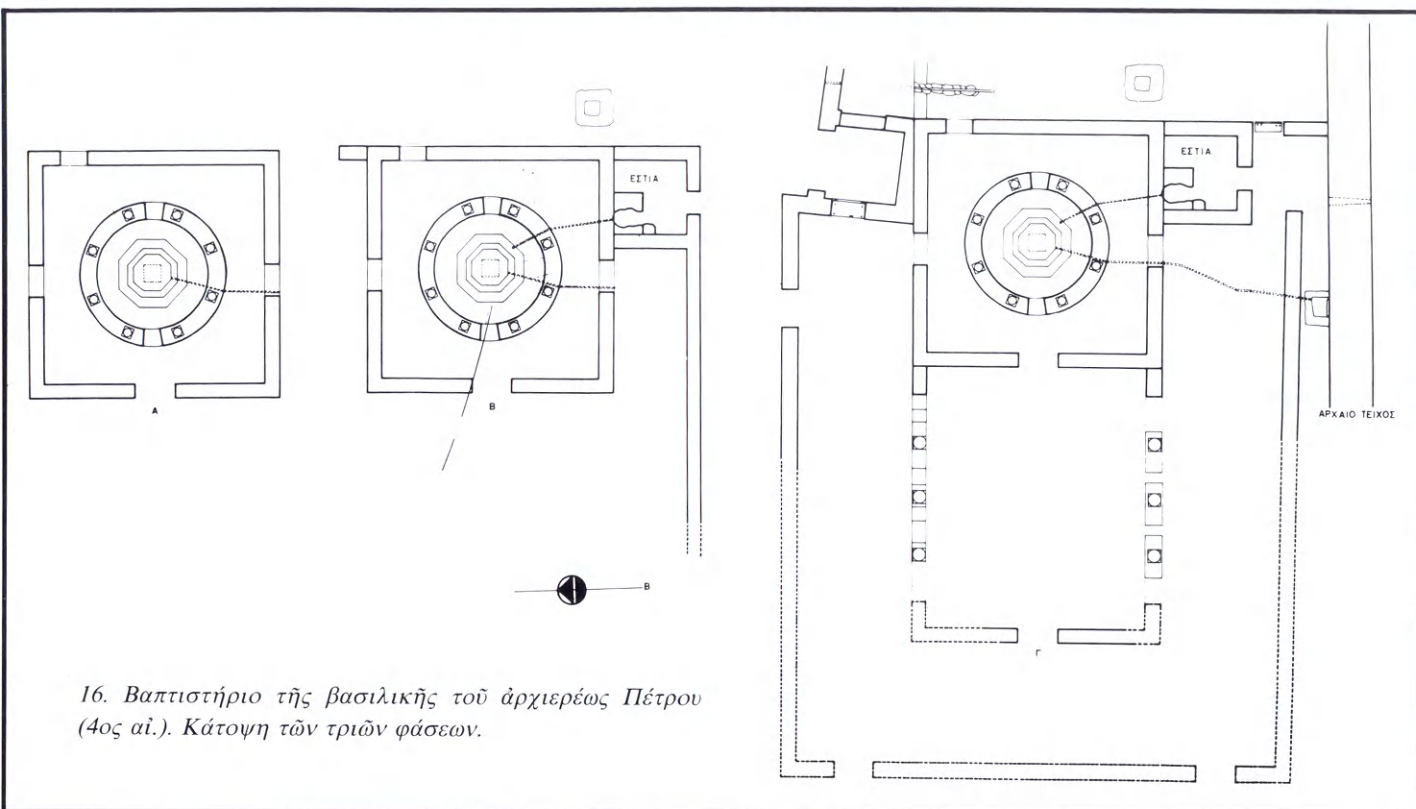 ΕΣΤΙΑ
ΕΣΤΙΑ
Α
Β
ΑΡΧΑΙΟ ΤΕΙΧΟΣ
Β
Γ
16. Βαπτιστήριο τῆς βασιλικῆς τοῦ ἀρχιερέως Πέτρου
(4ος αἰ.). Κάτοψη τῶν τριῶν φάσεων.